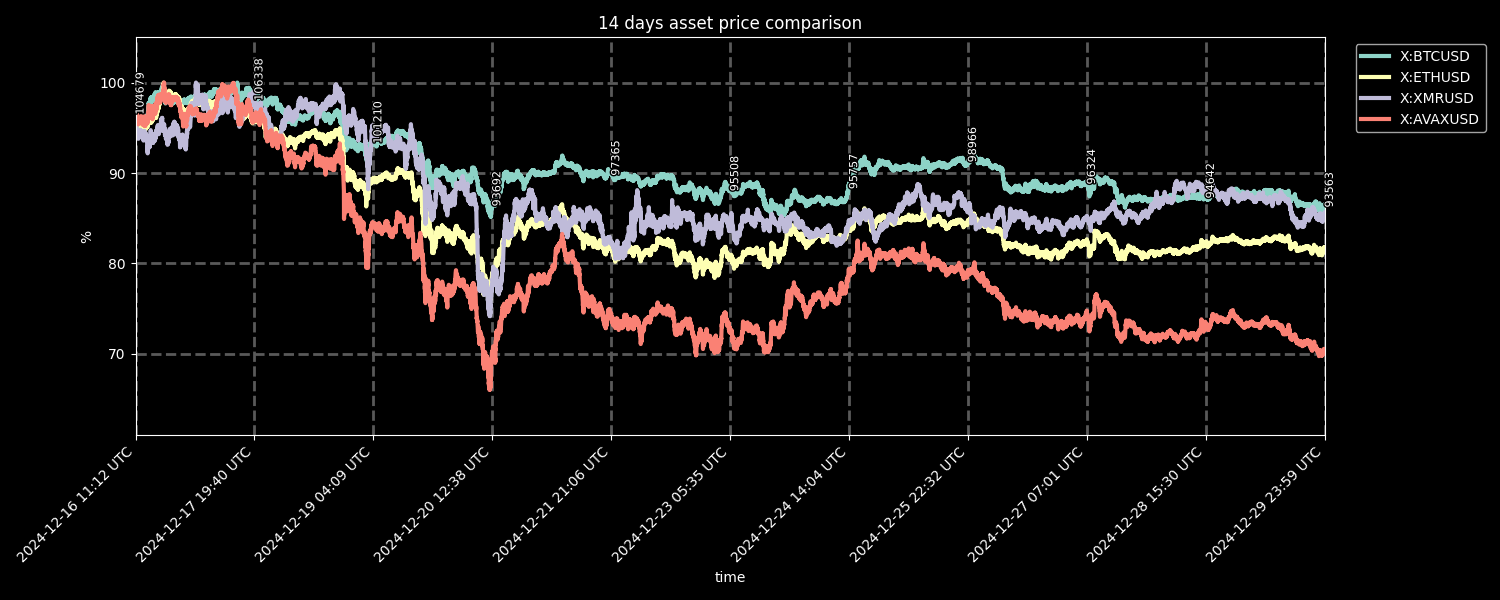 14 days asset price comparison
X:BTCUSD
X:ETHUSD
X:XMRUSD
X:AVAXUSD
100
90
80
70
%
104679
106338
101210
93692
97365
95508
95757
98966
96324
94642
93563
2024-12-16 11:12 UTC
2024-12-17 19:40 UTC
2024-12-19 04:09 UTC
2024-12-20 12:38 UTC
2024-12-21 21:06 UTC
2024-12-23 05:35 UTC
2024-12-24 14:04 UTC
2024-12-25 22:32 UTC
2024-12-27 07:01 UTC
2024-12-28 15:30 UTC
2024-12-29 23:59 UTC
time